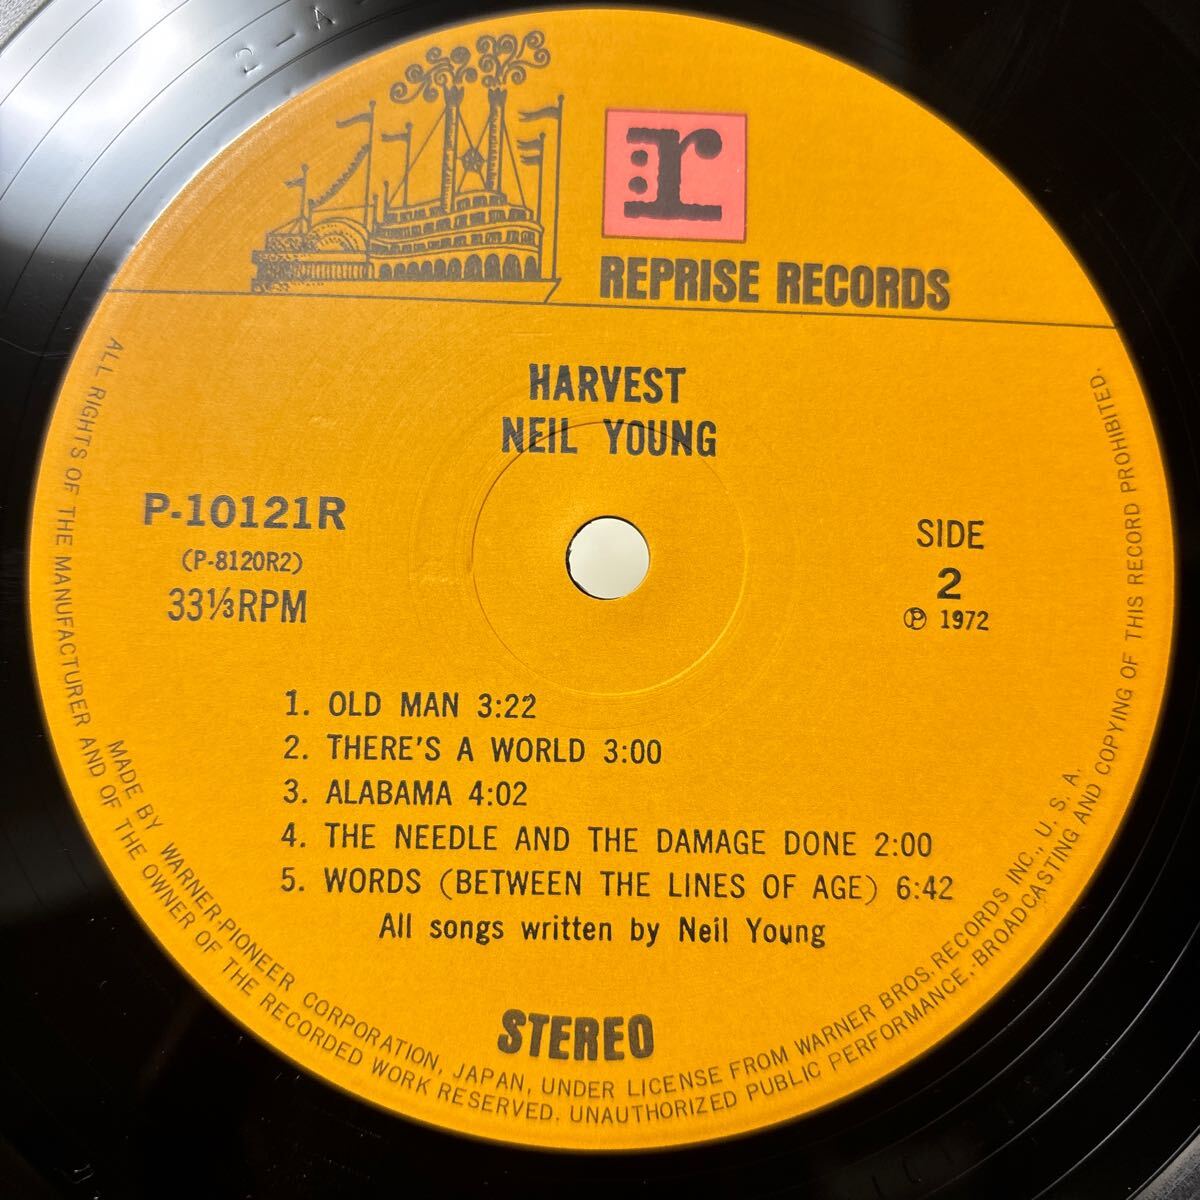 r
REPRISE RECORDS
HARVEST
NEIL YOUNG
P-10121R
(P-8120R2)
33⅓RPM
SIDE
2
Ⓟ 1972
1. OLD MAN 3:22
2. THERE'S A WORLD 3:00
3. ALABAMA 4:02
4. THE NEEDLE AND THE DAMAGE DONE 2:00
5. WORDS (BETWEEN THE LINES OF AGE) 6:42
All songs written by Neil Young
STEREO
MADE BY WARNER-PIONEER CORPORATION, JAPAN, UNDER LICENSE FROM WARNER BROS. RECORDS INC., U. S. A.
ALL RIGHTS OF THE MANUFACTURER AND OF THE OWNER OF THE RECORDED WORK RESERVED. UNAUTHORIZED PUBLIC PERFORMANCE, BROADCASTING AND COPYING OF THIS RECORD PROHIBITED.